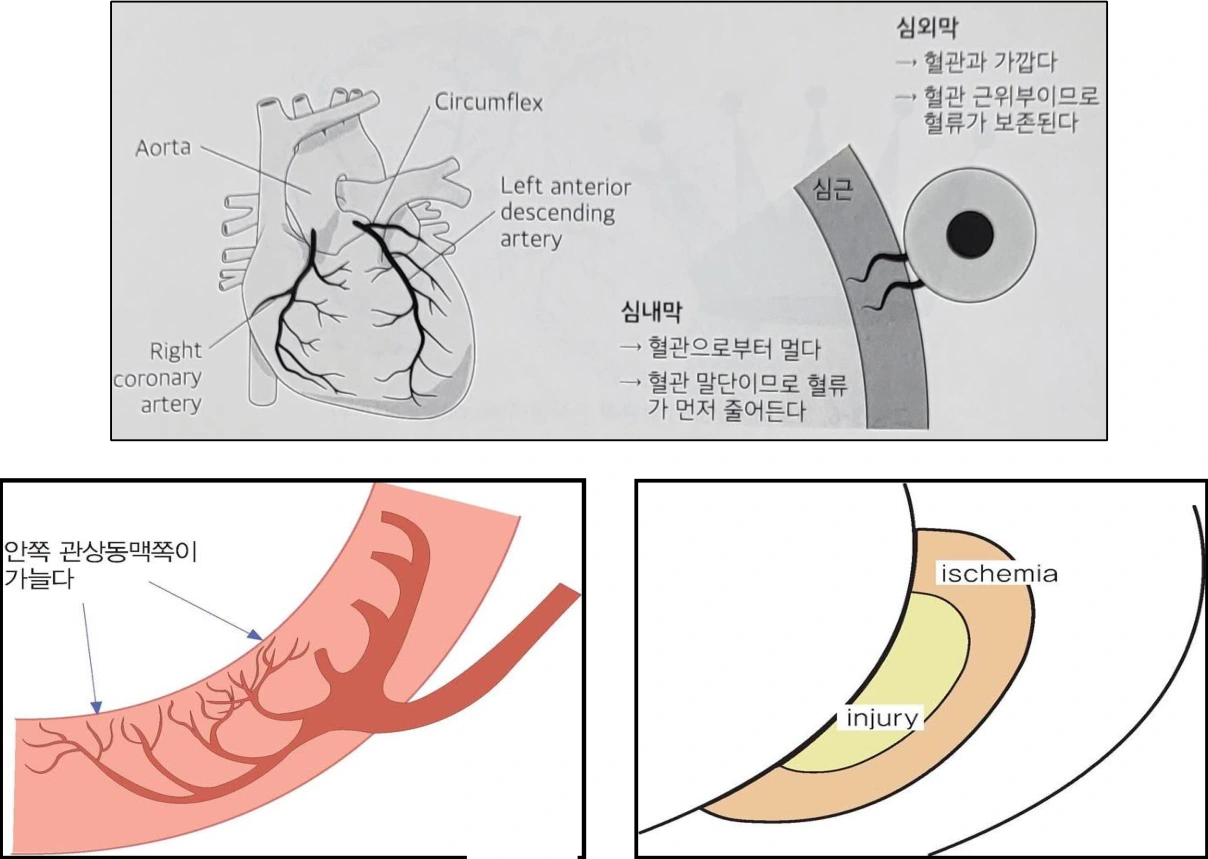 심외막
→ 혈관과 가깝다
→ 혈관 근위부이므로
혈류가 보존된다
Circumflex
Aorta
Left anterior
descending
artery
심근
심내막
→ 혈관으로부터 멀다
→ 혈관 말단이므로 혈류
가 먼저 줄어든다
Right
coronary
artery
안쪽 관상동맥쪽이
가늘다
ischemia
injury